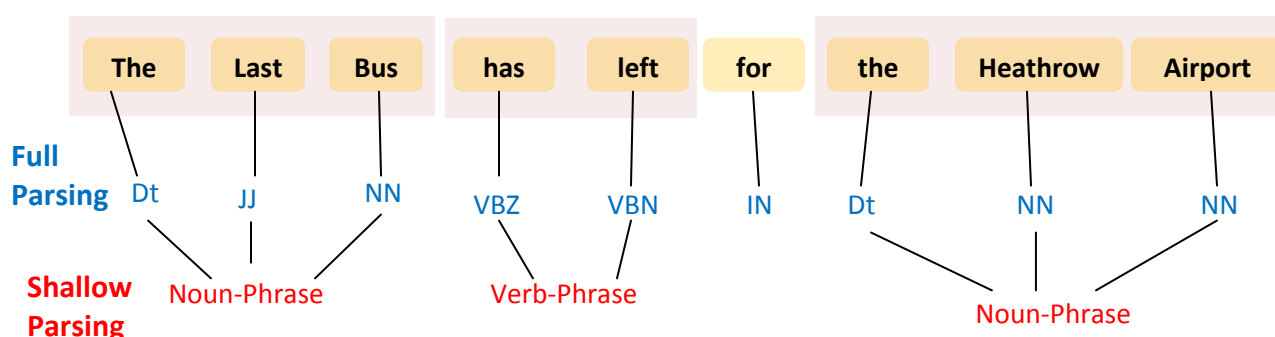 The Last Bus has left for the Heathrow Airport
Full
Parsing
Dt JJ NN VBZ VBN IN Dt NN NN
Shallow
Parsing
Noun-Phrase Verb-Phrase Noun-Phrase